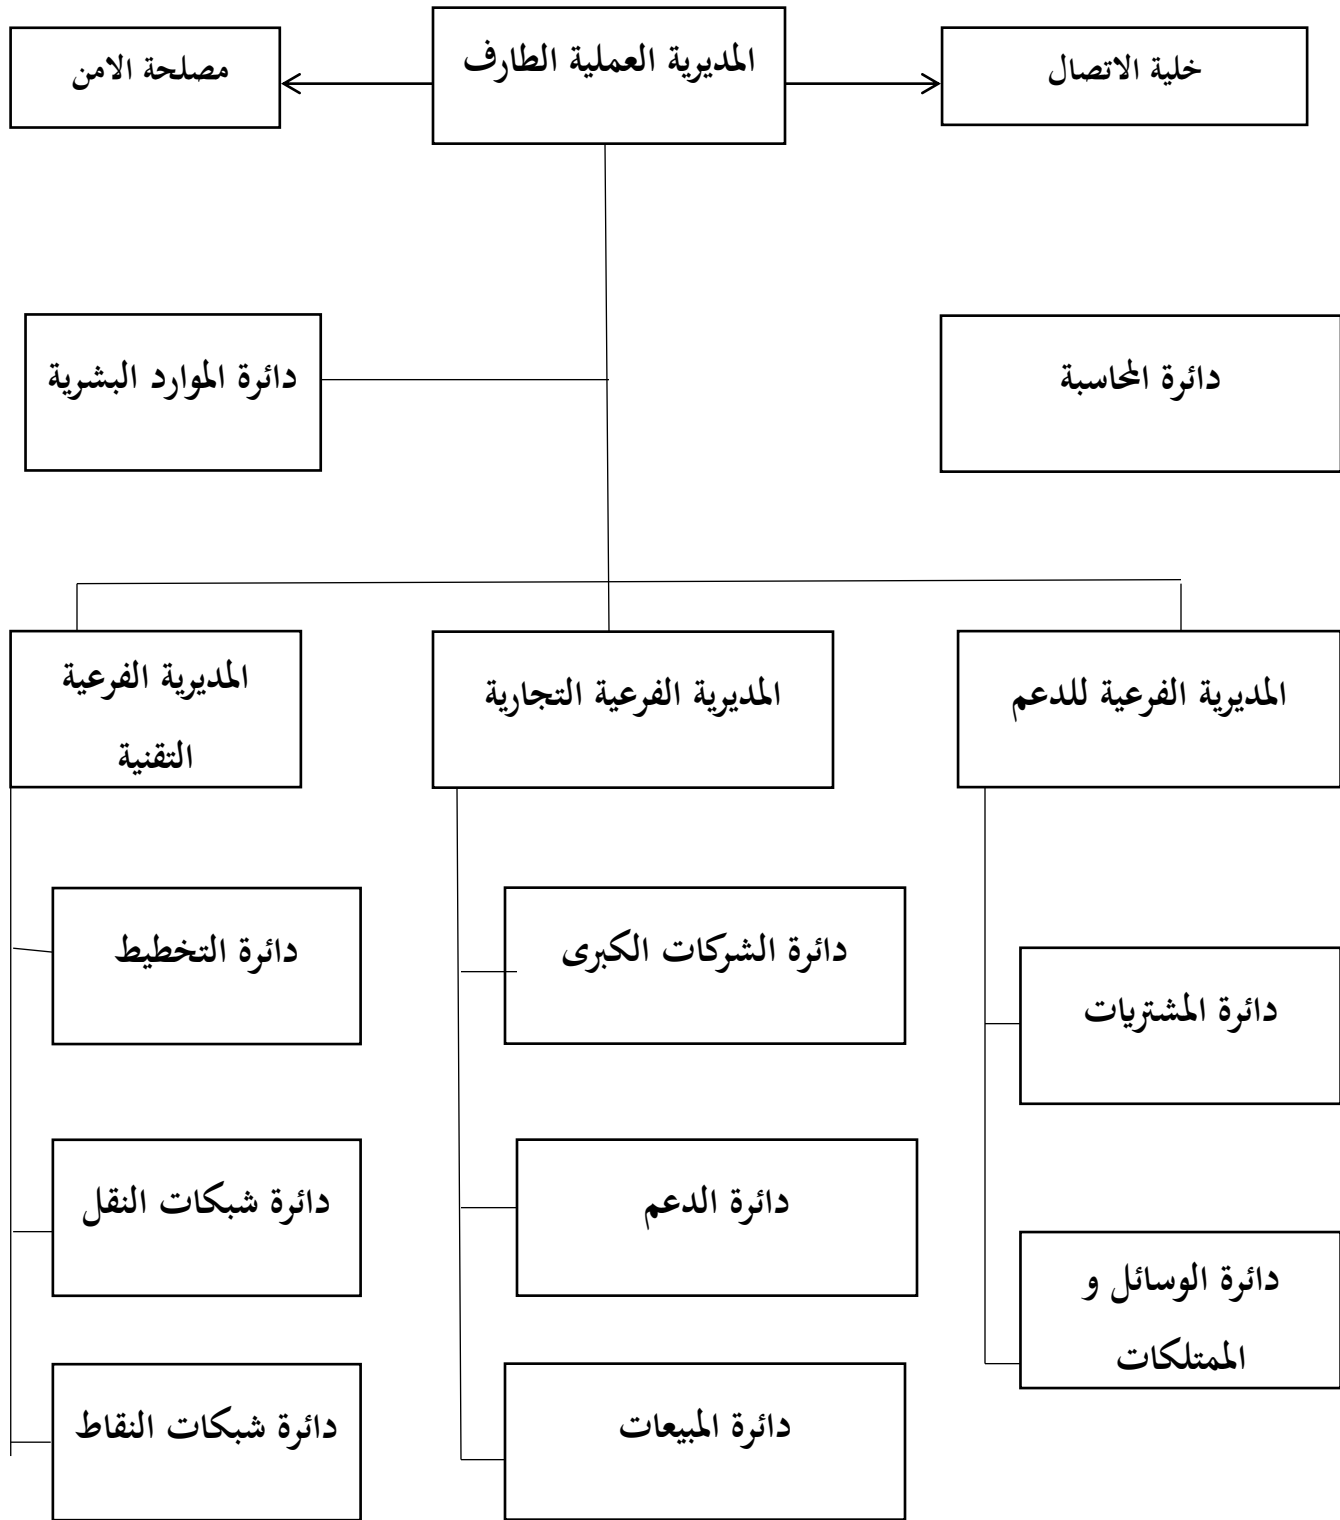 خلية الاتصال
المديرية العملية الطارف
مصلحة الامن
دائرة المحاسبة
دائرة الموارد البشرية
المديرية الفرعية للدعم
المديرية الفرعية التجارية
المديرية الفرعية
التقنية
دائرة المشتريات
دائرة الوسائل و
الممتلكات
دائرة الشركات الكبرى
دائرة الدعم
دائرة المبيعات
دائرة التخطيط
دائرة شبكات النقل
دائرة شبكات النقاط